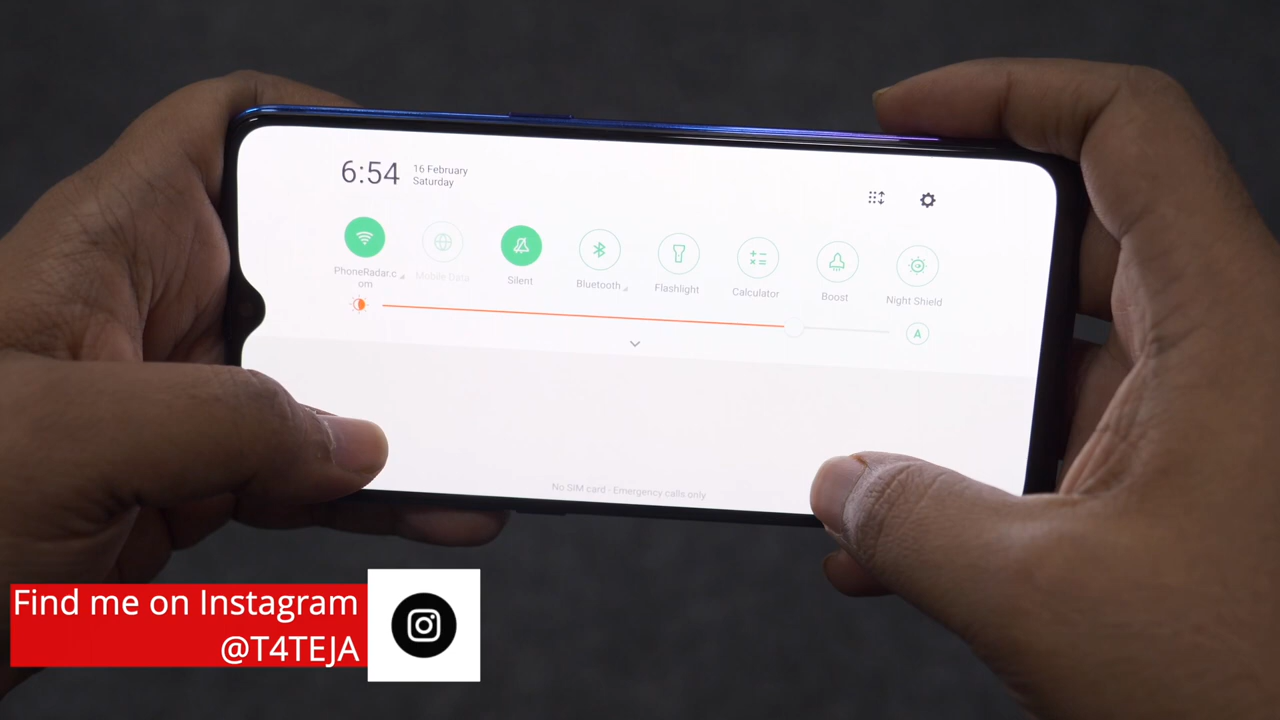 6:54
16 February
Saturday
PhoneRadar.c
om
Mobile Data
Silent
Bluetooth
Flashlight
Calculator
Boost
Night Shield
A
No SIM card - Emergency calls only
Find me on Instagram
@T4TEJA